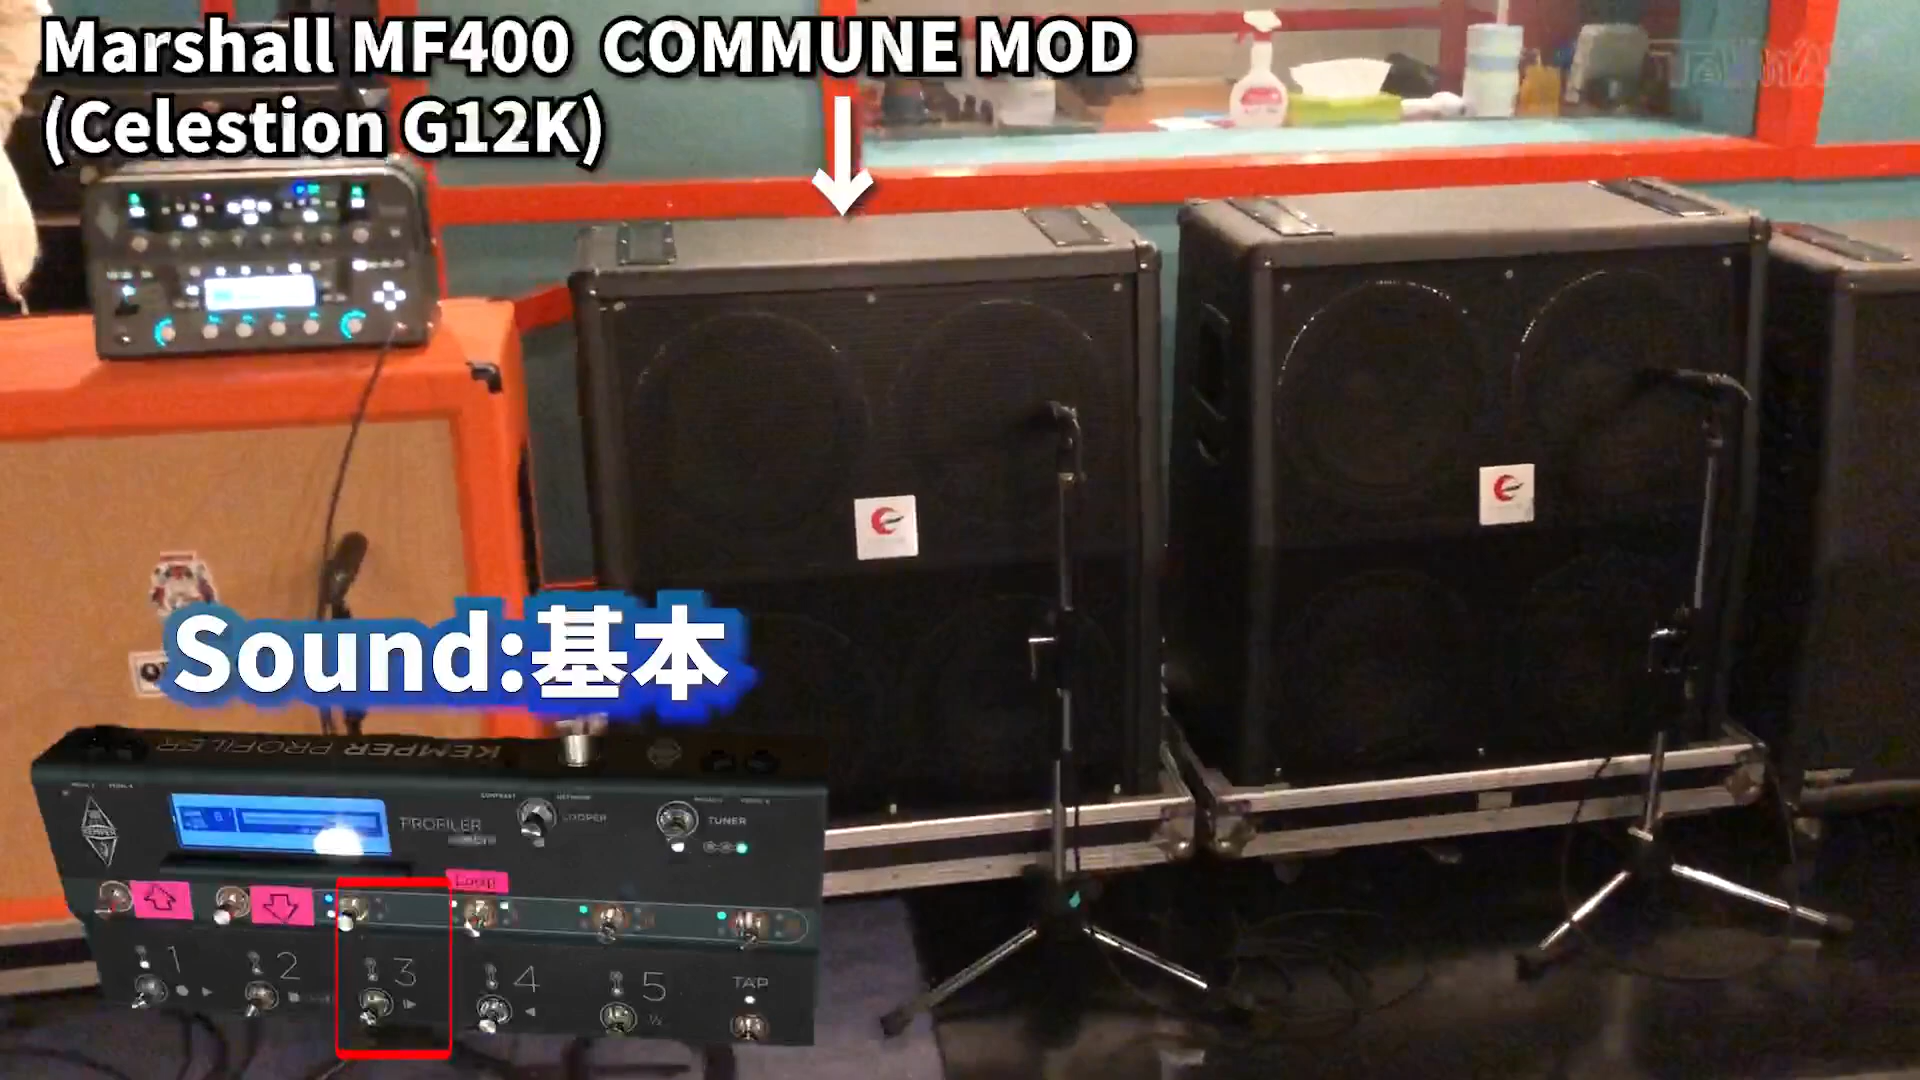 Marshall MF400 COMMUNE MOD
(Celestion G12K)
Sound:基本
KEMPER PROFILER
PROFILER
LOOPER
TUNER
Loop
1
2
3
4
5
TAP